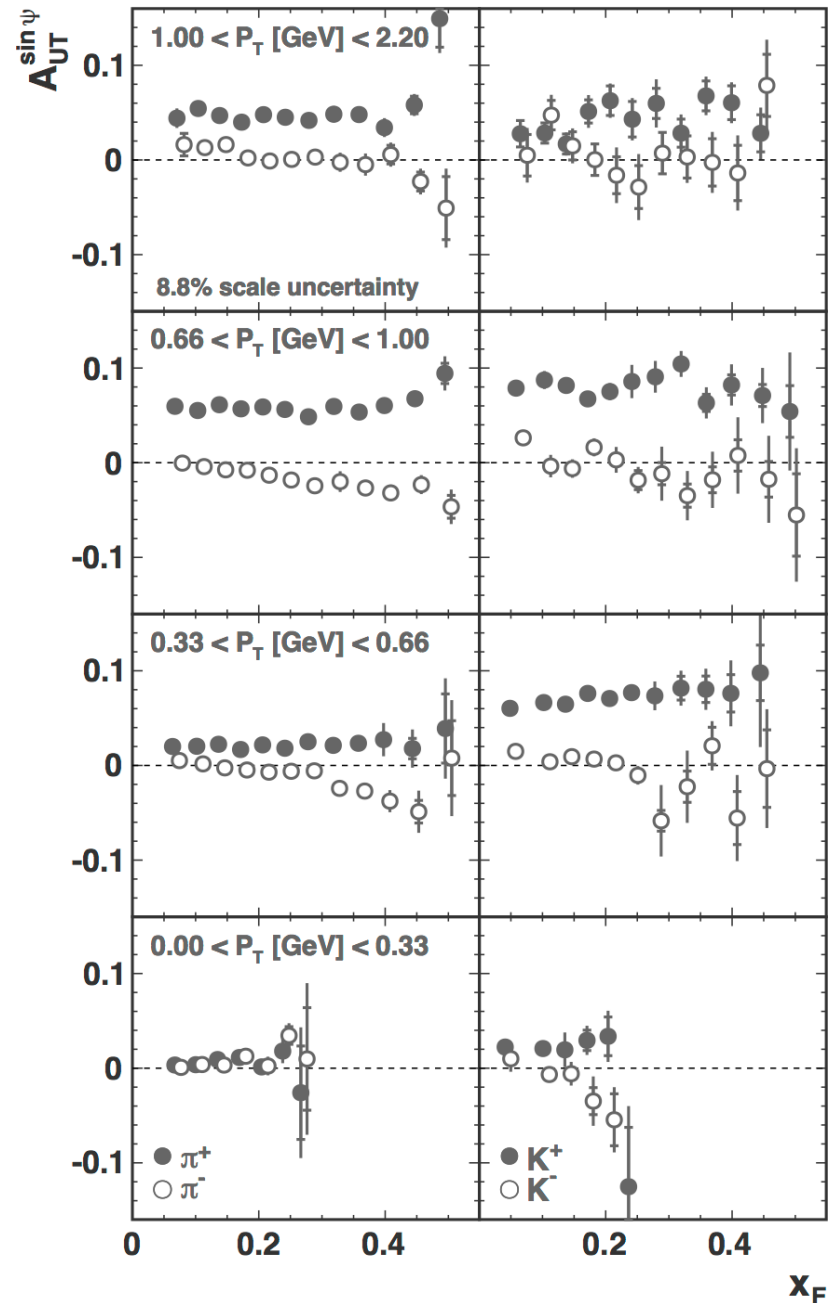 A_UT^sin ψ
1.00 < P_T [GeV] < 2.20
0.1
0
-0.1
8.8% scale uncertainty
0.66 < P_T [GeV] < 1.00
0.1
0
-0.1
0.33 < P_T [GeV] < 0.66
0.1
0
-0.1
0.00 < P_T [GeV] < 0.33
0.1
0
-0.1
π+
π-
K+
K-
0 0.2 0.4 0.2 0.4
x_F